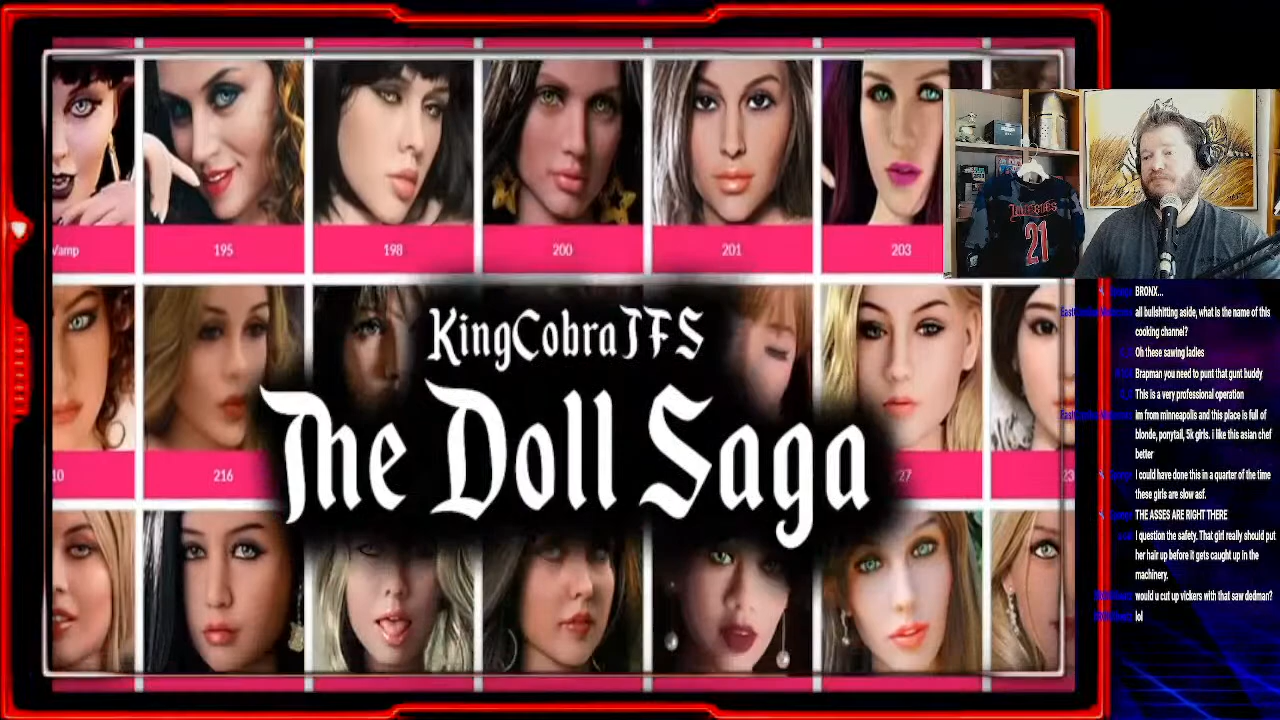 Vamp
195
198
200
201
203
KingCobraJFS
The Doll Saga
10
216
27
23
21
BRONX...
all bullshitting aside, what is the name of this
cooking channel?
Oh these sawing ladies
Brapman you need to punt that gunt buddy
This is a very professional operation
im from minneapolis and this place is full of
blonde, ponytail, 5k girls. i like this asian chef
better
I could have done this in a quarter of the time
these girls are slow asf.
THE ASSES ARE RIGHT THERE
I question the safety. That girl really should put
her hair up before it gets caught up in the
machinery.
would u cut up vickers with that saw dedman?
lol